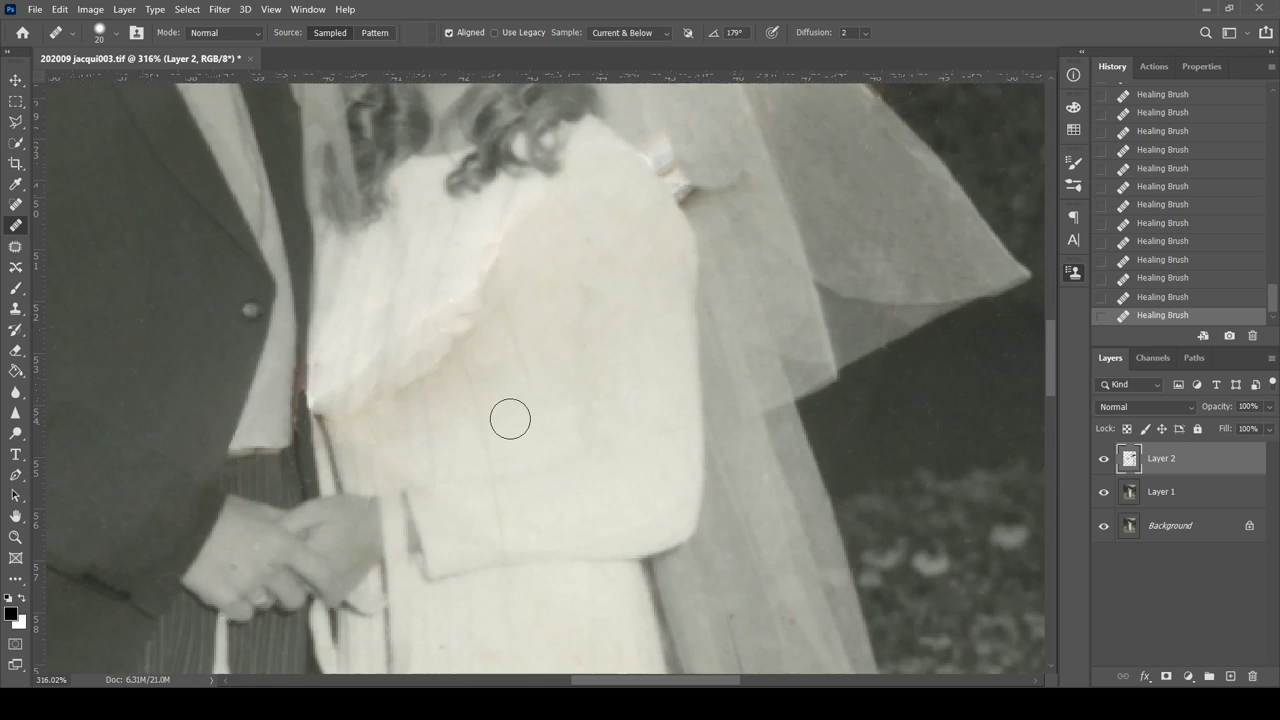 Ps File Edit Image Layer Type Select Filter 3D View Window Help
20 Mode: Normal Source: Sampled Pattern Aligned Use Legacy Sample: Current & Below 179° Diffusion: 2
202009 jacqui003.tif @ 316% (Layer 2, RGB/8*) *
History Actions Properties
Healing Brush
Healing Brush
Healing Brush
Healing Brush
Healing Brush
Healing Brush
Healing Brush
Healing Brush
Healing Brush
Healing Brush
Healing Brush
Healing Brush
Healing Brush
Layers Channels Paths
Kind
Normal Opacity: 100%
Lock: Fill: 100%
Layer 2
Layer 1
Background
316.02% Doc: 6.31M/21.0M